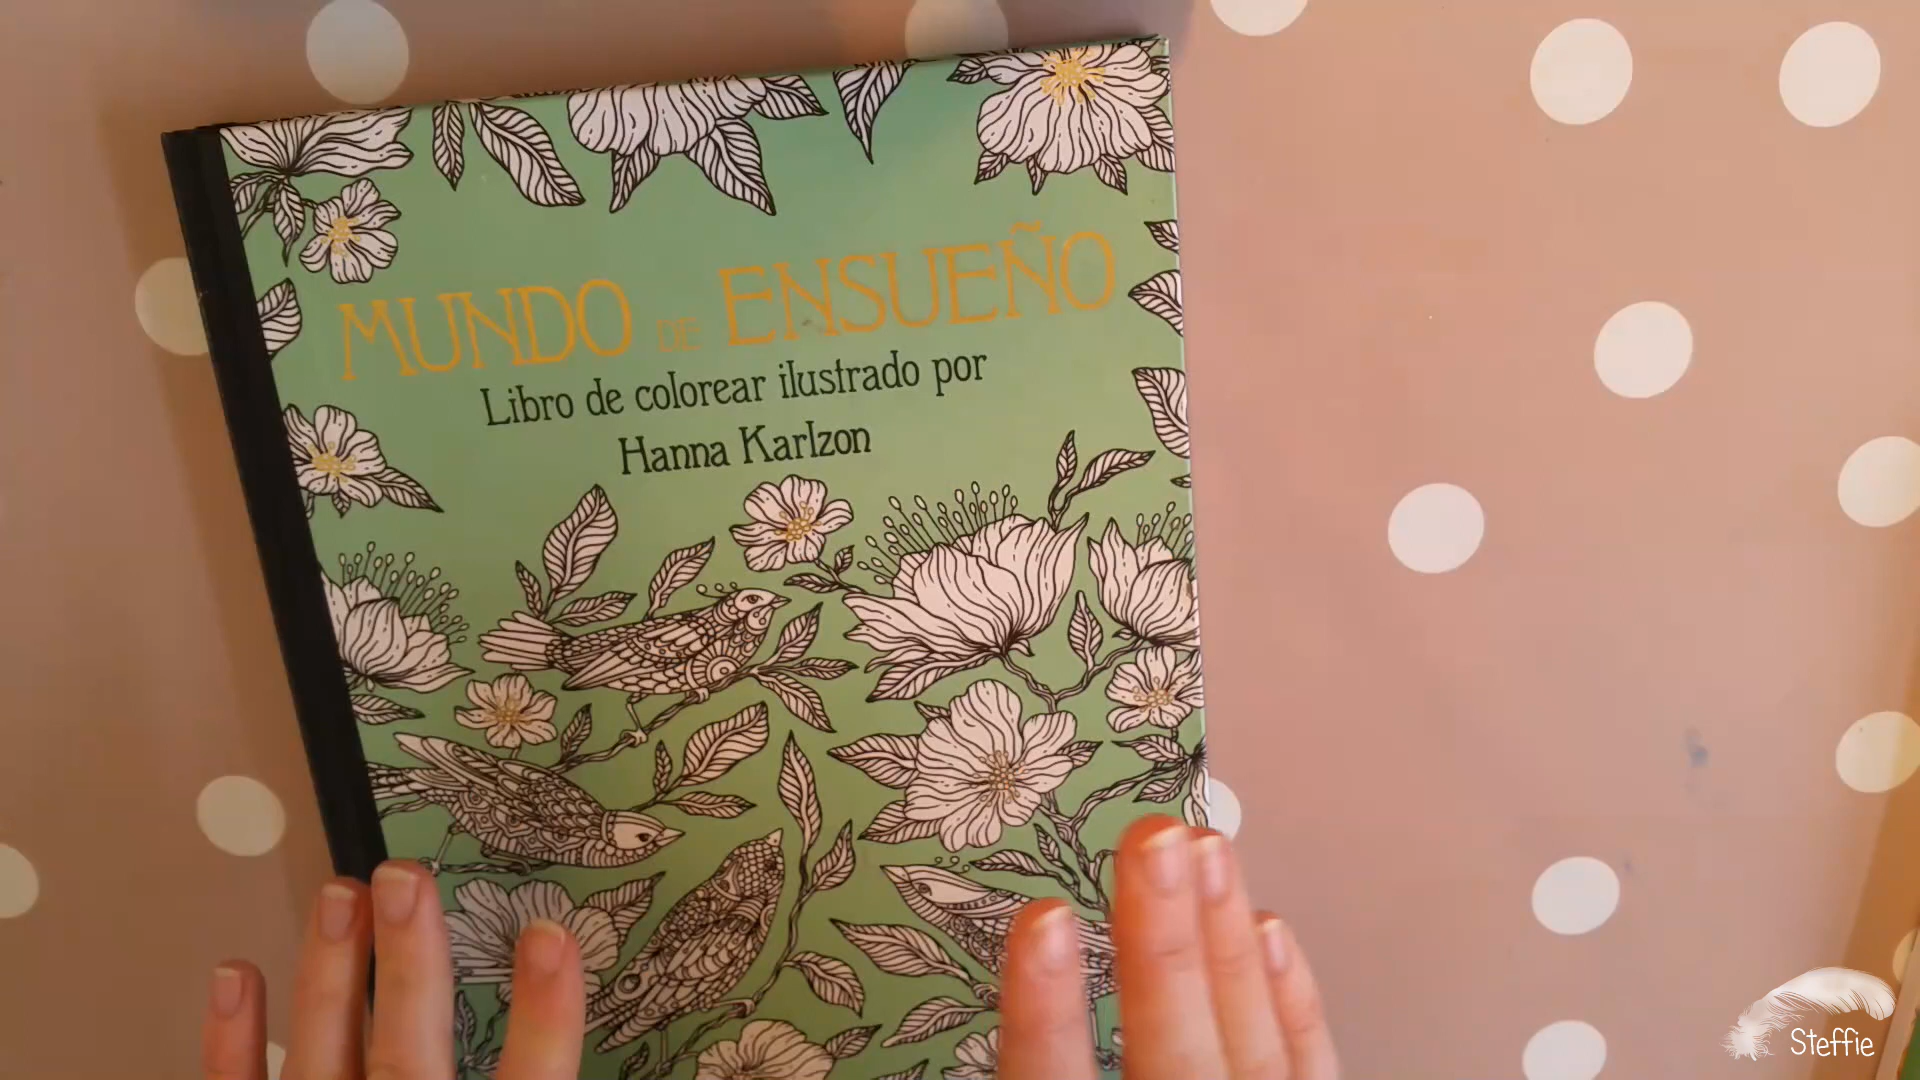 MUNDO DE ENSUEÑO
Libro de colorear ilustrado por
Hanna Karlzon
Steffie